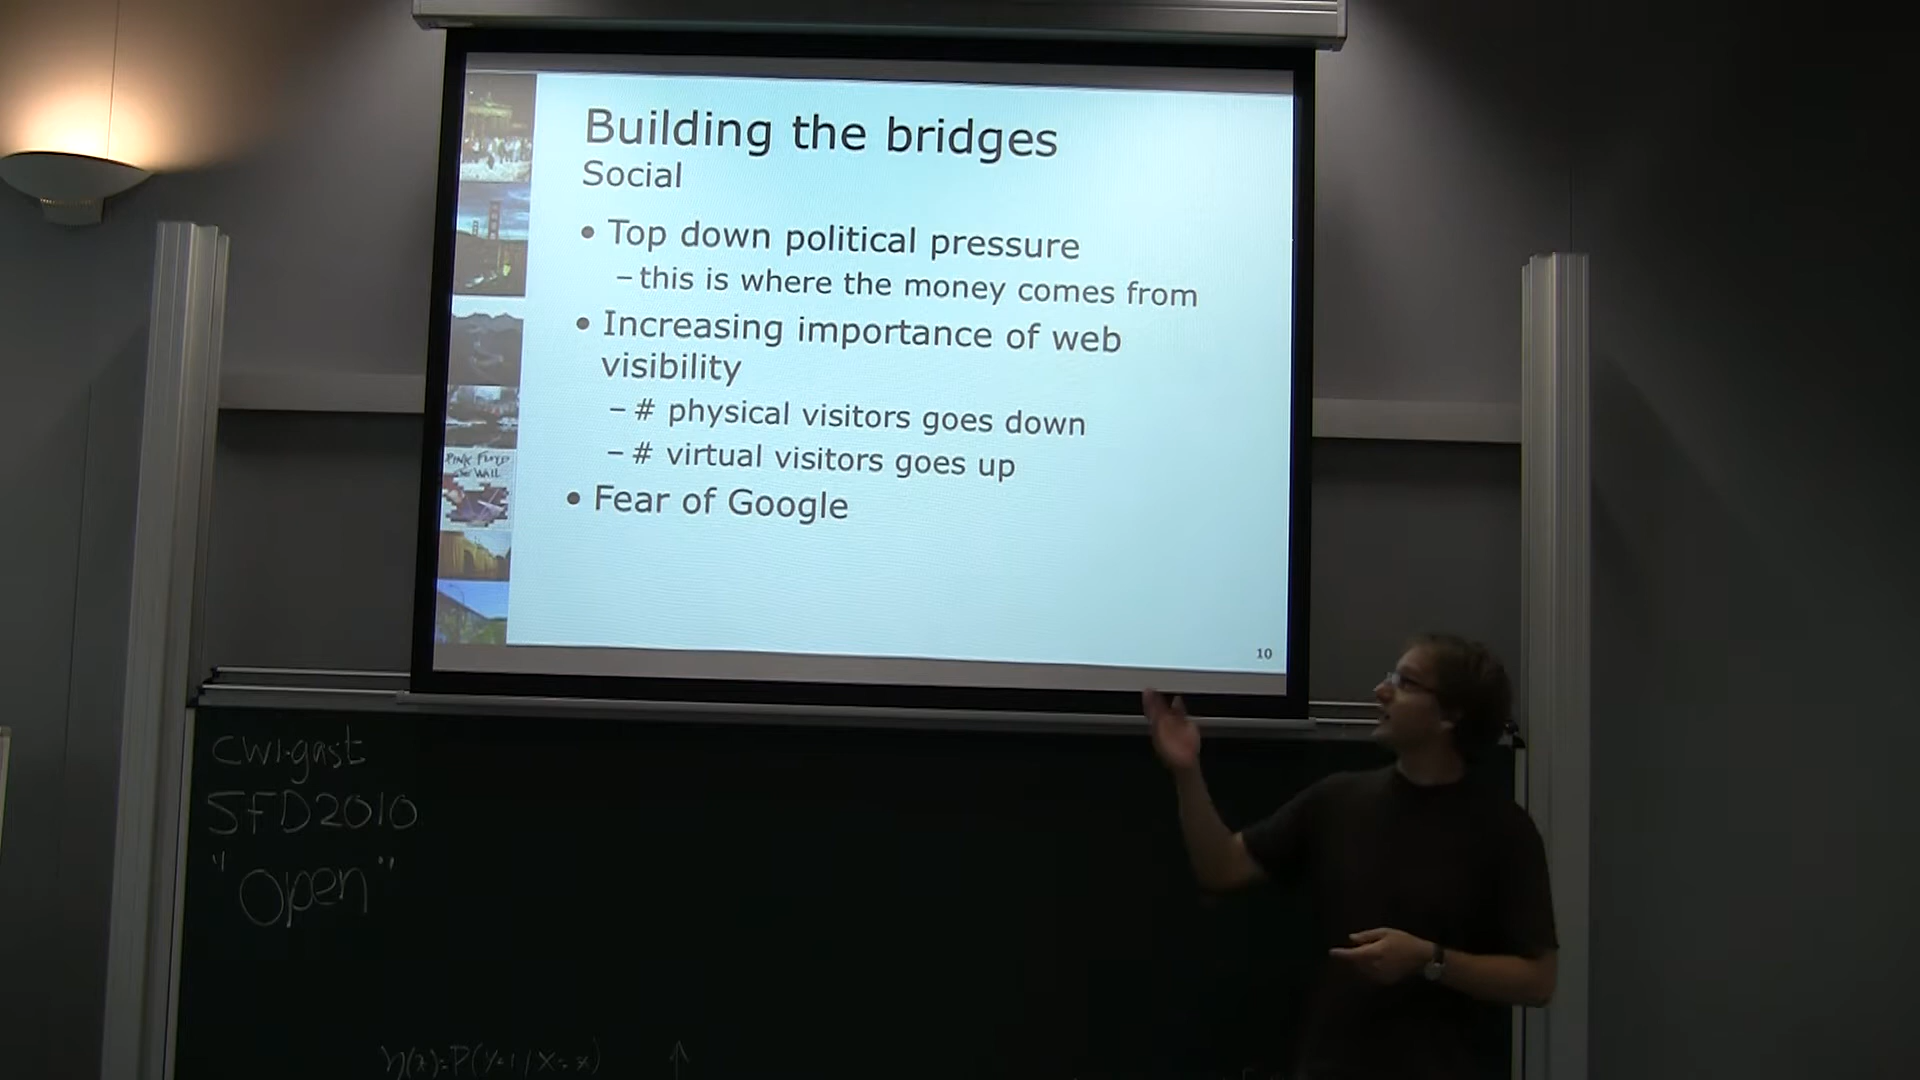 Building the bridges
Social
• Top down political pressure
– this is where the money comes from
• Increasing importance of web
visibility
– # physical visitors goes down
– # virtual visitors goes up
• Fear of Google
10
PINK FLOYD
THE WALL
cwi-gast
SFD2010
"Open"
η(x)=P(Y=1/X=x)